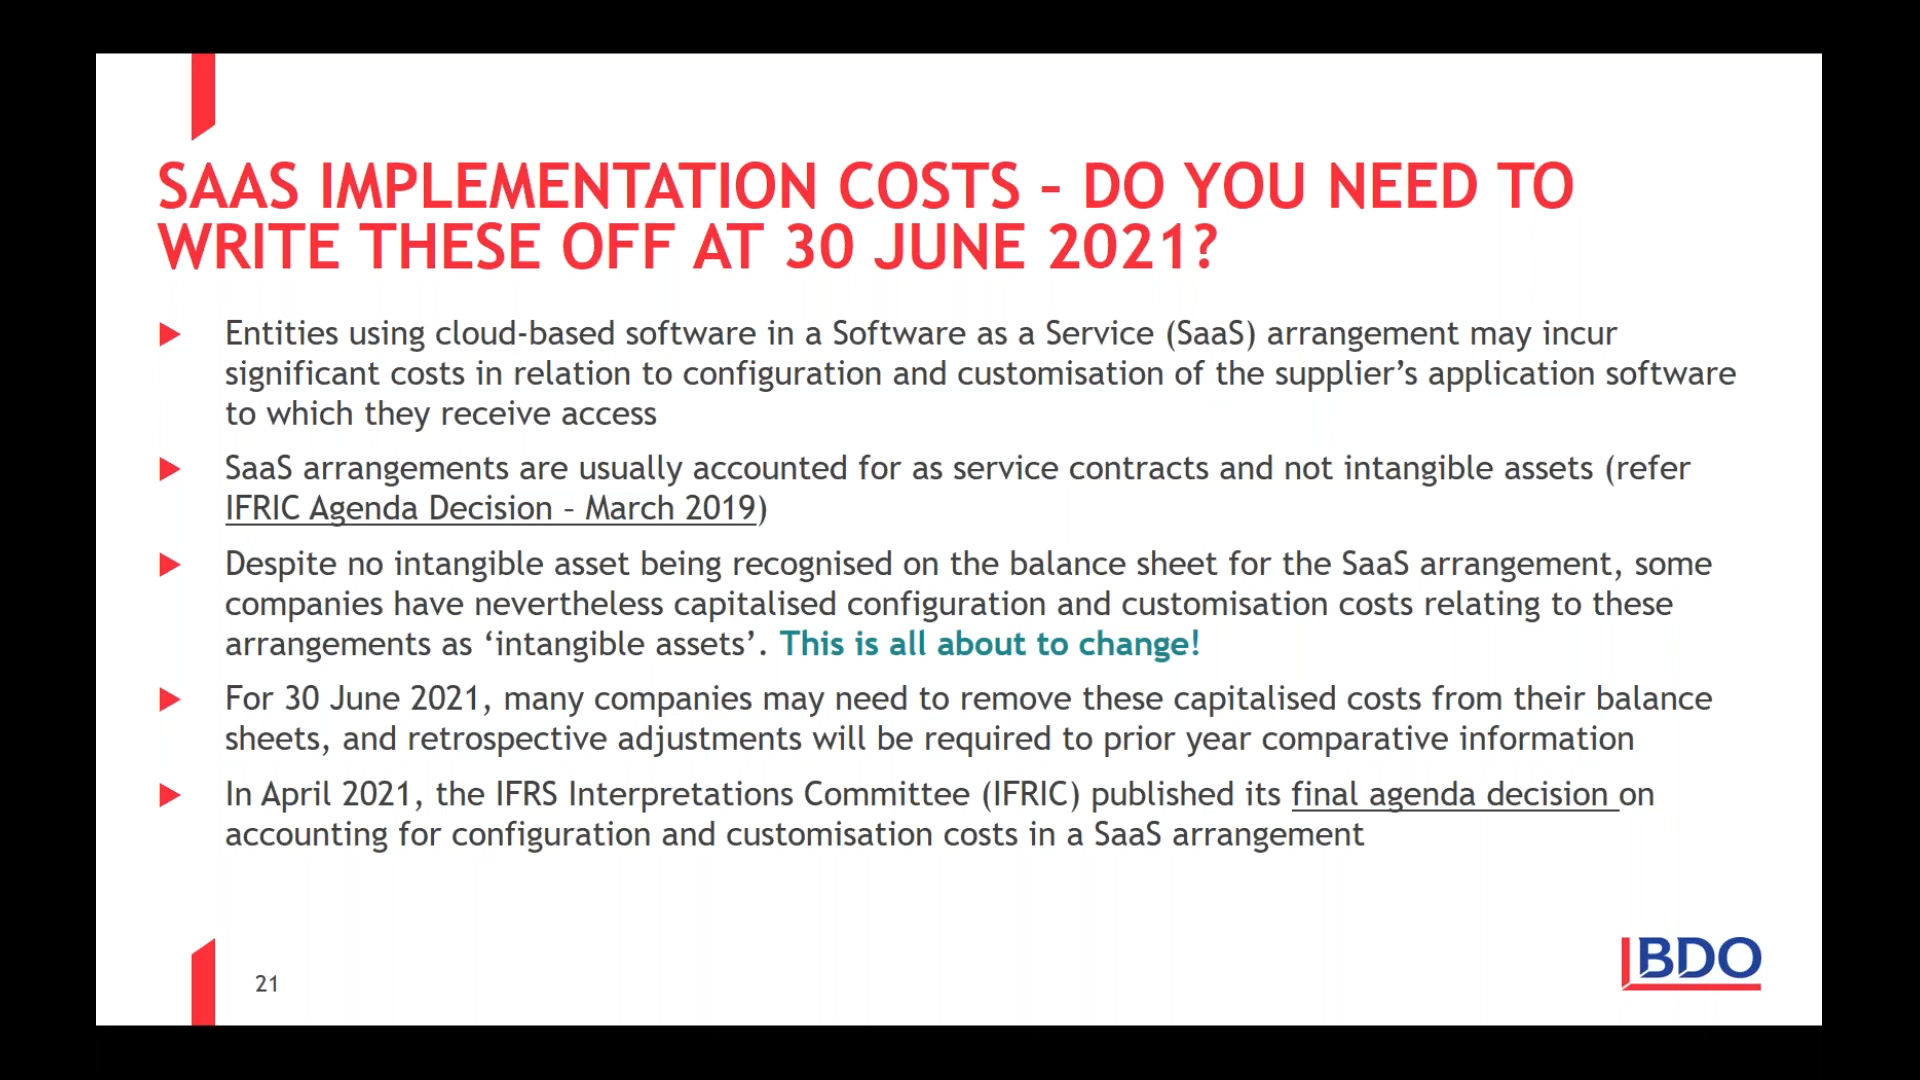 SAAS IMPLEMENTATION COSTS – DO YOU NEED TO
WRITE THESE OFF AT 30 JUNE 2021?
Entities using cloud-based software in a Software as a Service (SaaS) arrangement may incur
significant costs in relation to configuration and customisation of the supplier’s application software
to which they receive access
SaaS arrangements are usually accounted for as service contracts and not intangible assets (refer
IFRIC Agenda Decision – March 2019)
Despite no intangible asset being recognised on the balance sheet for the SaaS arrangement, some
companies have nevertheless capitalised configuration and customisation costs relating to these
arrangements as ‘intangible assets’. This is all about to change!
For 30 June 2021, many companies may need to remove these capitalised costs from their balance
sheets, and retrospective adjustments will be required to prior year comparative information
In April 2021, the IFRS Interpretations Committee (IFRIC) published its final agenda decision on
accounting for configuration and customisation costs in a SaaS arrangement
21
BDO